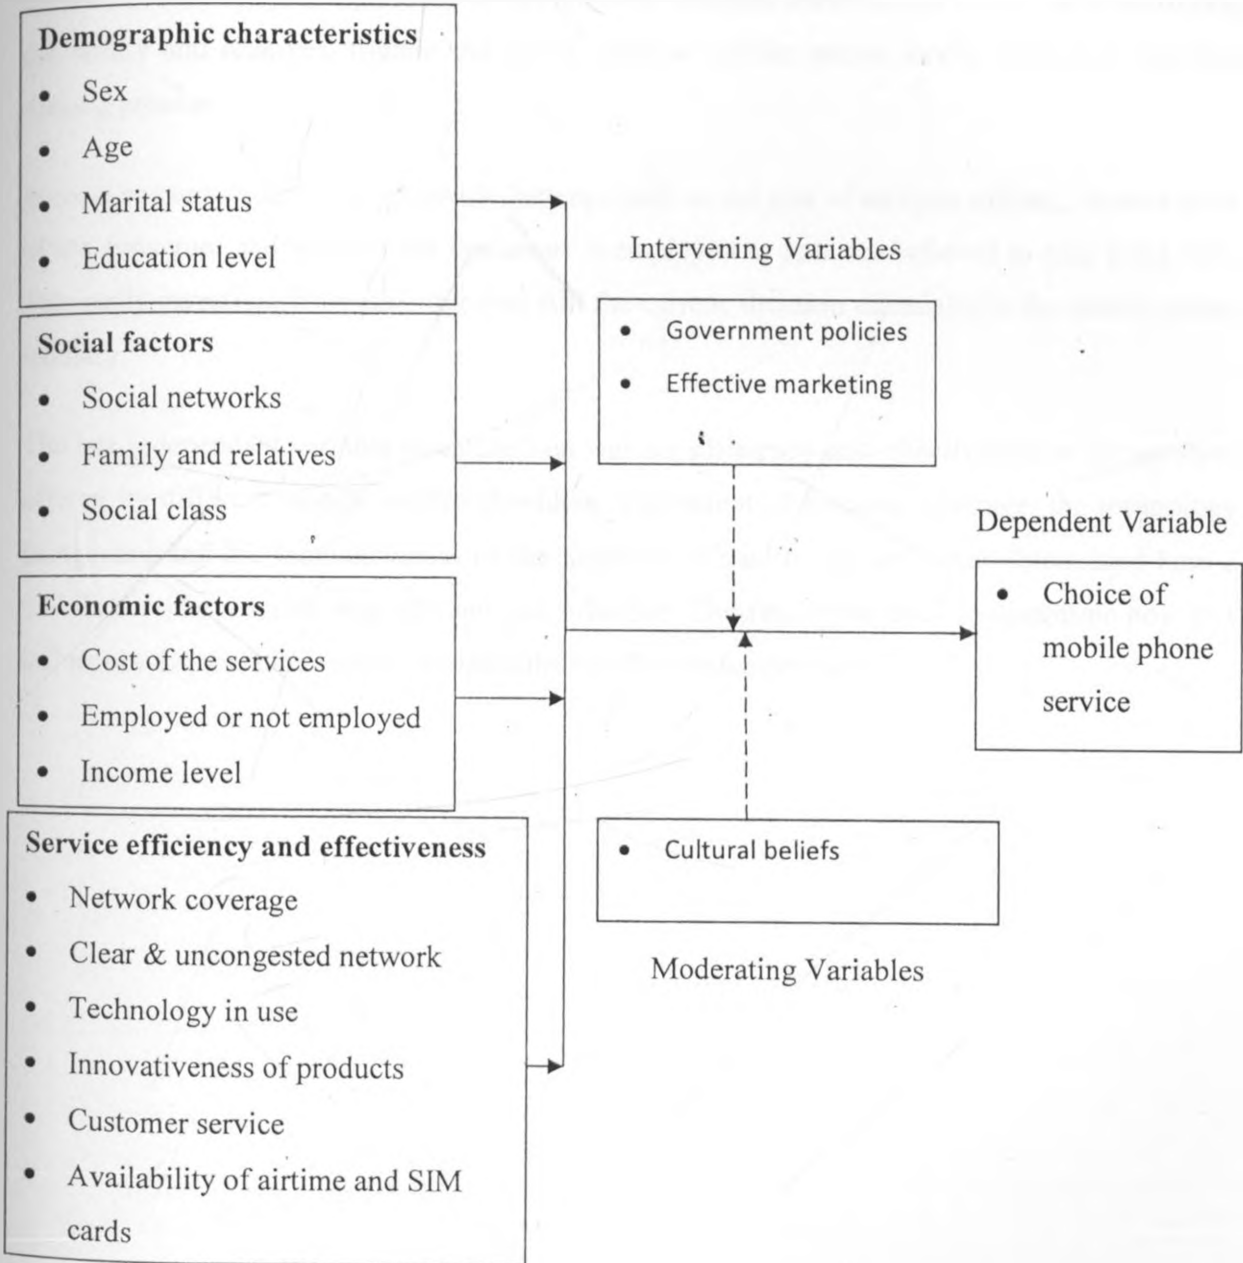 Demographic characteristics
• Sex
• Age
• Marital status
• Education level
Social factors
• Social networks
• Family and relatives
• Social class
Economic factors
• Cost of the services
• Employed or not employed
• Income level
Service efficiency and effectiveness
• Network coverage
• Clear & uncongested network
• Technology in use
• Innovativeness of products
• Customer service
• Availability of airtime and SIM
cards
Intervening Variables
• Government policies
• Effective marketing
• Cultural beliefs
Moderating Variables
Dependent Variable
• Choice of
mobile phone
service